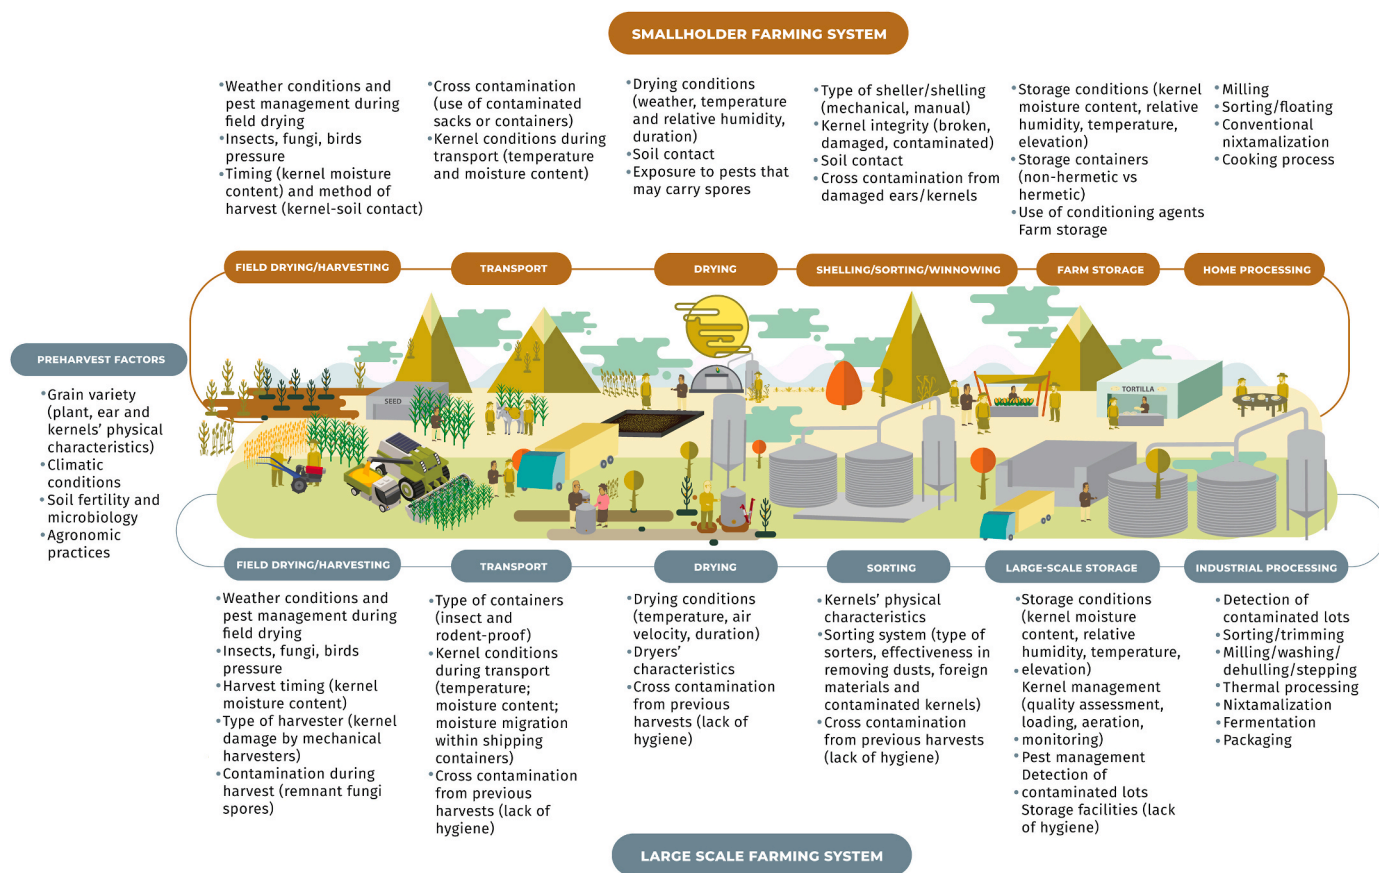 SMALLHOLDER FARMING SYSTEM
•Weather conditions and
pest management during
field drying
•Insects, fungi, birds
pressure
•Timing (kernel moisture
content) and method of
harvest (kernel-soil contact)
•Cross contamination
(use of contaminated
sacks or containers)
•Kernel conditions during
transport (temperature
and moisture content)
•Drying conditions
(weather, temperature
and relative humidity,
duration)
•Soil contact
•Exposure to pests that
may carry spores
•Type of sheller/shelling
(mechanical, manual)
•Kernel integrity (broken,
damaged, contaminated)
•Soil contact
•Cross contamination from
damaged ears/kernels
•Storage conditions (kernel
moisture content, relative
humidity, temperature,
elevation)
•Storage containers
(non-hermetic vs
hermetic)
•Use of conditioning agents
Farm storage
•Milling
•Sorting/floating
•Conventional
nixtamalization
•Cooking process
FIELD DRYING/HARVESTING
TRANSPORT
DRYING
SHELLING/SORTING/WINNOWING
FARM STORAGE
HOME PROCESSING
PREHARVEST FACTORS
•Grain variety
(plant, ear and
kernels' physical
characteristics)
•Climatic
conditions
•Soil fertility and
microbiology
•Agronomic
practices
SEED
TORTILLA
FIELD DRYING/HARVESTING
TRANSPORT
DRYING
SORTING
LARGE-SCALE STORAGE
INDUSTRIAL PROCESSING
•Weather conditions and
pest management during
field drying
•Insects, fungi, birds
pressure
•Harvest timing (kernel
moisture content)
•Type of harvester (kernel
damage by mechanical
harvesters)
•Contamination during
harvest (remnant fungi
spores)
•Type of containers
(insect and
rodent-proof)
•Kernel conditions
during transport
(temperature;
moisture content;
moisture migration
within shipping
containers)
•Cross contamination
from previous
harvests (lack of
hygiene)
•Drying conditions
(temperature, air
velocity, duration)
•Dryers'
characteristics
•Cross contamination
from previous
harvests (lack of
hygiene)
•Kernels' physical
characteristics
•Sorting system (type of
sorters, effectiveness in
removing dusts, foreign
materials and
contaminated kernels)
•Cross contamination
from previous harvests
(lack of hygiene)
•Storage conditions
(kernel moisture
content, relative
humidity, temperature,
•elevation)
Kernel management
(quality assessment,
loading, aeration,
•monitoring)
•Pest management
Detection of
•contaminated lots
Storage facilities (lack
of hygiene)
•Detection of
contaminated lots
•Sorting/trimming
•Milling/washing/
dehulling/stepping
•Thermal processing
•Nixtamalization
•Fermentation
•Packaging
LARGE SCALE FARMING SYSTEM